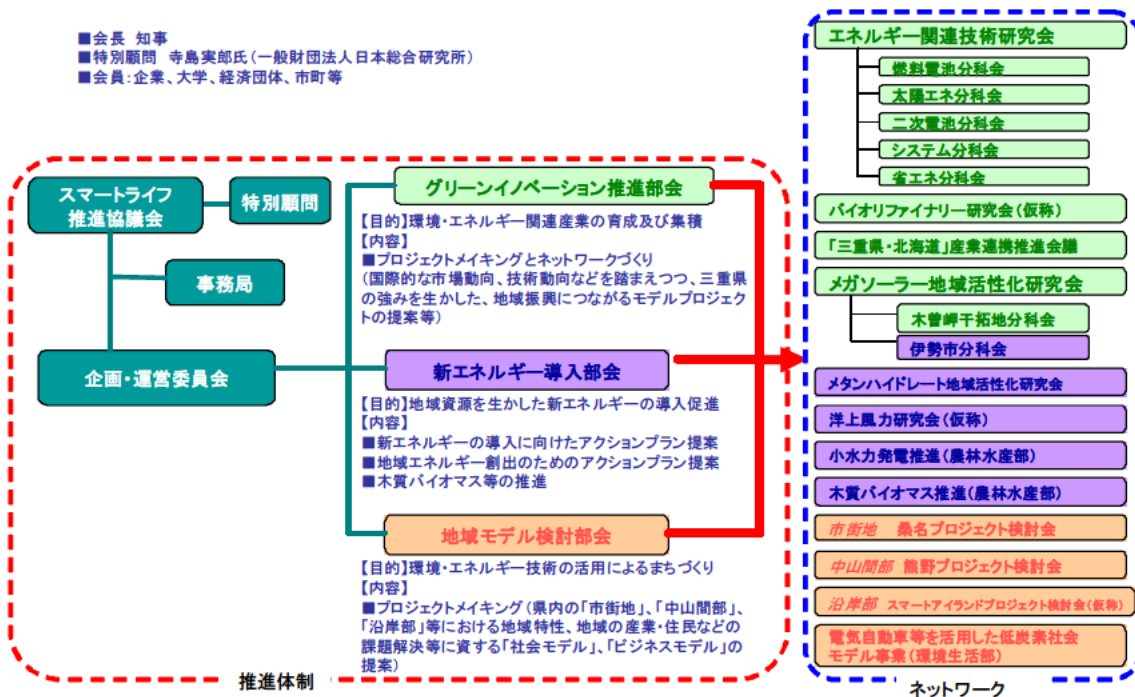 ■会長 知事
■特別顧問 寺島実郎氏(一般財団法人日本総合研究所)
■会員:企業、大学、経済団体、市町等
スマートライフ
推進協議会
特別顧問
事務局
企画・運営委員会
グリーンイノベーション推進部会
【目的】環境・エネルギー関連産業の育成及び集積
【内容】
■プロジェクトメイキングとネットワークづくり
(国際的な市場動向、技術動向などを踏まえつつ、三重県
の強みを生かした、地域振興につながるモデルプロジェク
トの提案等)
新エネルギー導入部会
【目的】地域資源を生かした新エネルギーの導入促進
【内容】
■新エネルギーの導入に向けたアクションプラン提案
■地域エネルギー創出のためのアクションプラン提案
■木質バイオマス等の推進
地域モデル検討部会
【目的】環境・エネルギー技術の活用によるまちづくり
【内容】
■プロジェクトメイキング(県内の「市街地」、「中山間部」、
「沿岸部」等における地域特性、地域の産業・住民などの
課題解決等に資する「社会モデル」、「ビジネスモデル」の
提案)
推進体制
エネルギー関連技術研究会
燃料電池分科会
太陽エネ分科会
二次電池分科会
システム分科会
省エネ分科会
バイオリファイナリー研究会(仮称)
「三重県・北海道」産業連携推進会議
メガソーラー地域活性化研究会
木曽岬干拓地分科会
伊勢市分科会
メタンハイドレート地域活性化研究会
洋上風力研究会(仮称)
小水力発電推進(農林水産部)
木質バイオマス推進(農林水産部)
市街地 桑名プロジェクト検討会
中山間部 熊野プロジェクト検討会
沿岸部 スマートアイランドプロジェクト検討会(仮称)
電気自動車等を活用した低炭素社会
モデル事業(環境生活部)
ネットワーク